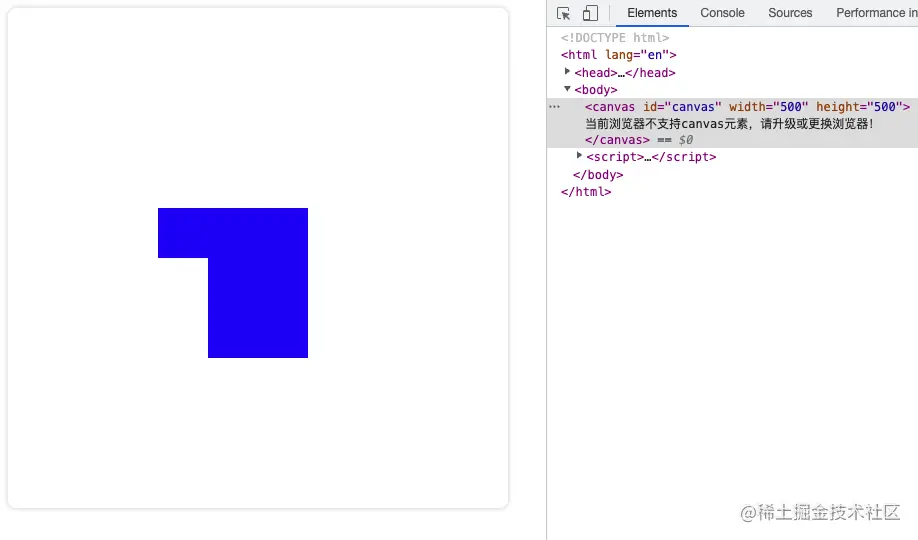 Elements Console Sources Performance in
<!DOCTYPE html>
<html lang="en">
<head>…</head>
<body>
<canvas id="canvas" width="500" height="500">
当前浏览器不支持canvas元素，请升级或更换浏览器！
</canvas> == $0
<script>…</script>
</body>
</html>
@稀土掘金技术社区